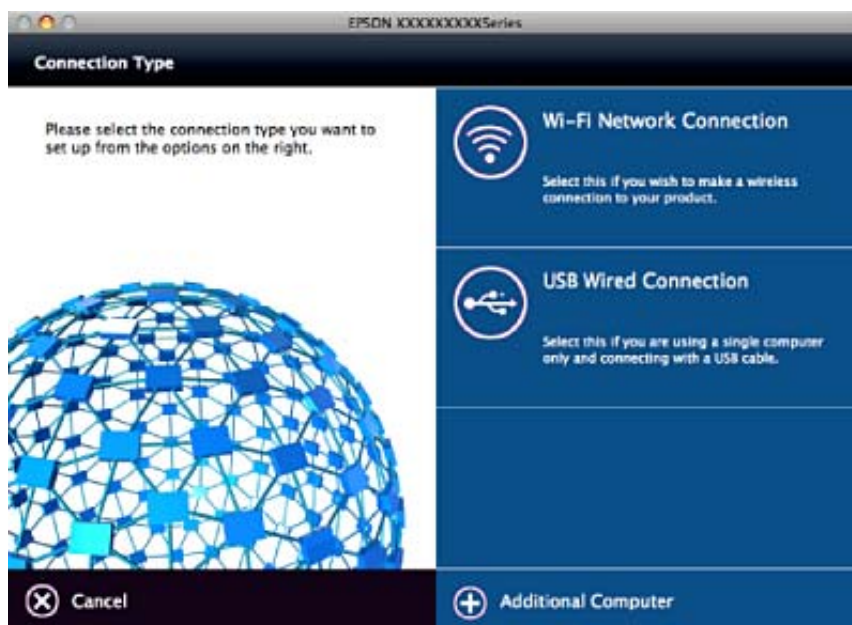 EPSON XXXXXXXXXSeries
Connection Type
Please select the connection type you want to
set up from the options on the right.
Wi-Fi Network Connection
Select this if you wish to make a wireless
connection to your product.
USB Wired Connection
Select this if you are using a single computer
only and connecting with a USB cable.
Cancel
Additional Computer